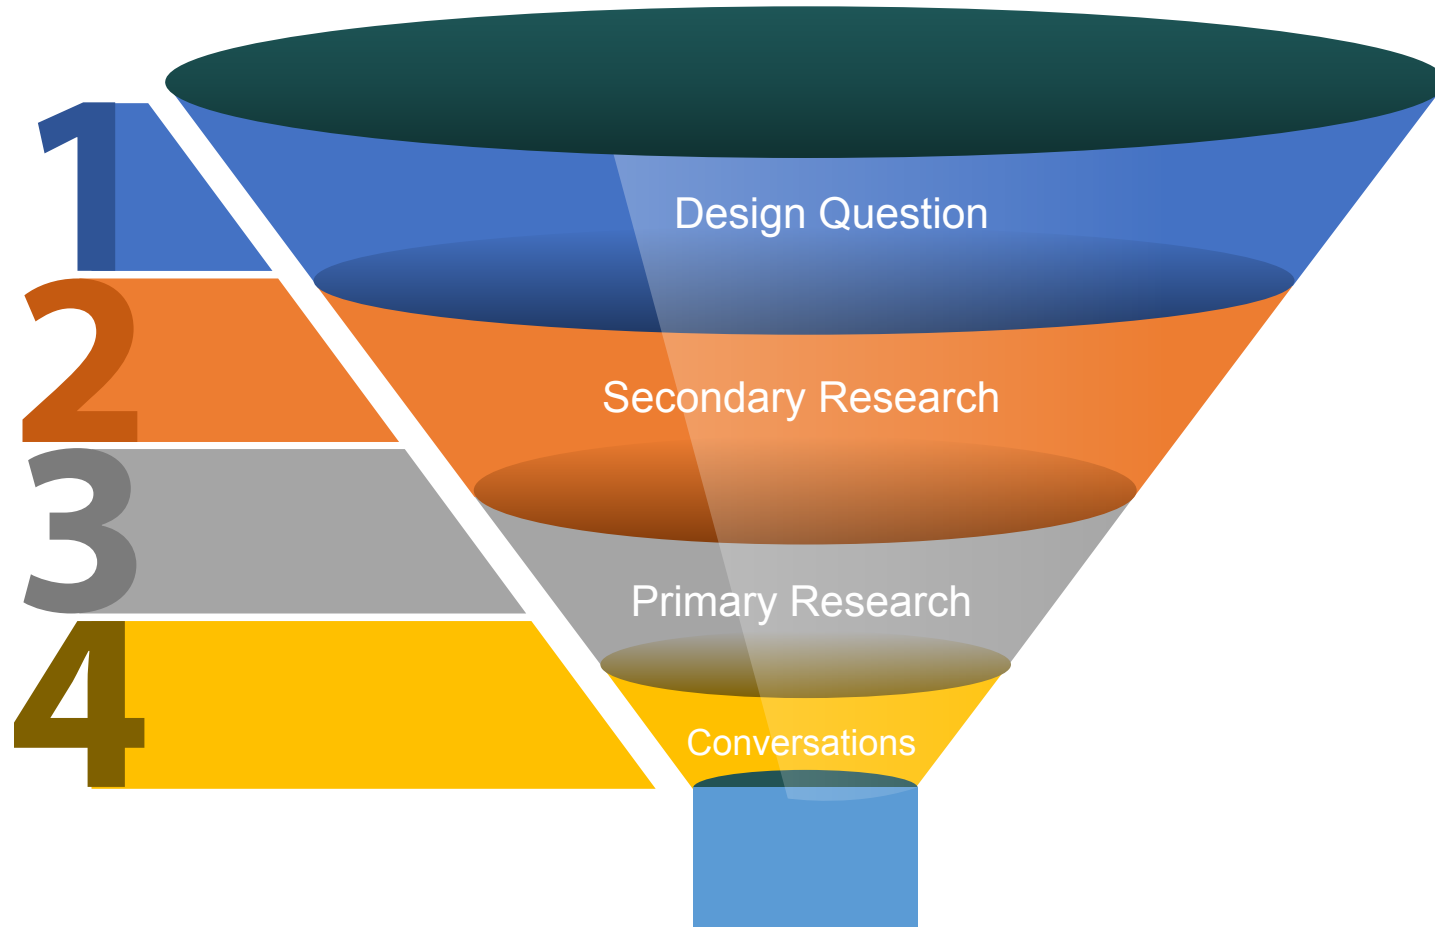 1
Design Question
2
Secondary Research
3
Primary Research
4
Conversations